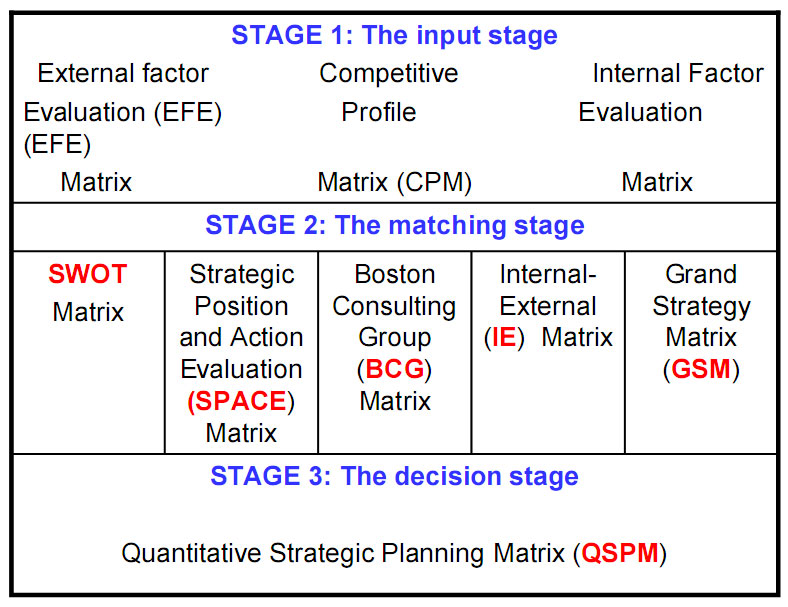 STAGE 1: The input stage
External factor
Evaluation (EFE)
(EFE)
Matrix
Competitive
Profile
Matrix (CPM)
Internal Factor
Evaluation
Matrix
STAGE 2: The matching stage
SWOT
Matrix
Strategic
Position
and Action
Evaluation
(SPACE)
Matrix
Boston
Consulting
Group
(BCG)
Matrix
Internal-
External
(IE) Matrix
Grand
Strategy
Matrix
(GSM)
STAGE 3: The decision stage
Quantitative Strategic Planning Matrix (QSPM)